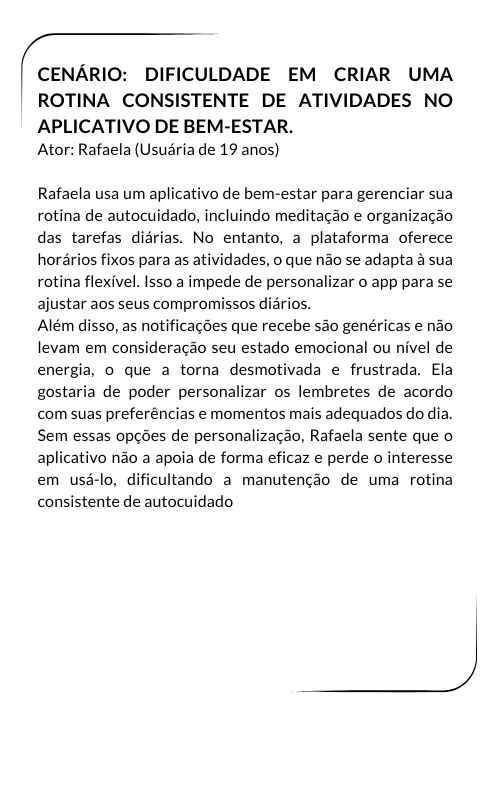 CENÁRIO: DIFICULDADE EM CRIAR UMA
ROTINA CONSISTENTE DE ATIVIDADES NO
APLICATIVO DE BEM-ESTAR.
Ator: Rafaela (Usuária de 19 anos)
Rafaela usa um aplicativo de bem-estar para gerenciar sua
rotina de autocuidado, incluindo meditação e organização
das tarefas diárias. No entanto, a plataforma oferece
horários fixos para as atividades, o que não se adapta à sua
rotina flexível. Isso a impede de personalizar o app para se
ajustar aos seus compromissos diários.
Além disso, as notificações que recebe são genéricas e não
levam em consideração seu estado emocional ou nível de
energia, o que a torna desmotivada e frustrada. Ela
gostaria de poder personalizar os lembretes de acordo
com suas preferências e momentos mais adequados do dia.
Sem essas opções de personalização, Rafaela sente que o
aplicativo não a apoia de forma eficaz e perde o interesse
em usá-lo, dificultando a manutenção de uma rotina
consistente de autocuidado